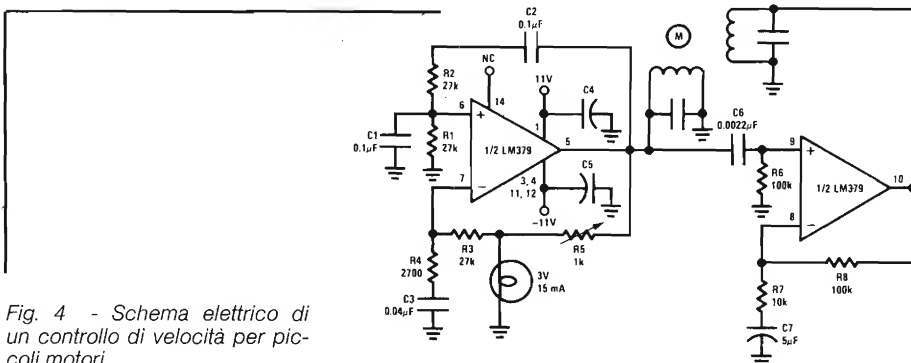 C2
0.1µF
M
R2
27k
NC
14
11V
C4
6
+
1
C1
0.1µF
R1
27k
1/2 LM379
5
C6
0.0022µF
9
+
7
−
3, 4
11, 12
C5
−11V
R6
100k
1/2 LM379
10
8
−
R4
2700
R3
27k
R5
1k
3V
15 mA
R8
100k
R7
10k
C3
0.04µF
C7
5µF
Fig. 4 - Schema elettrico di
un controllo di velocità per pic-
coli motori